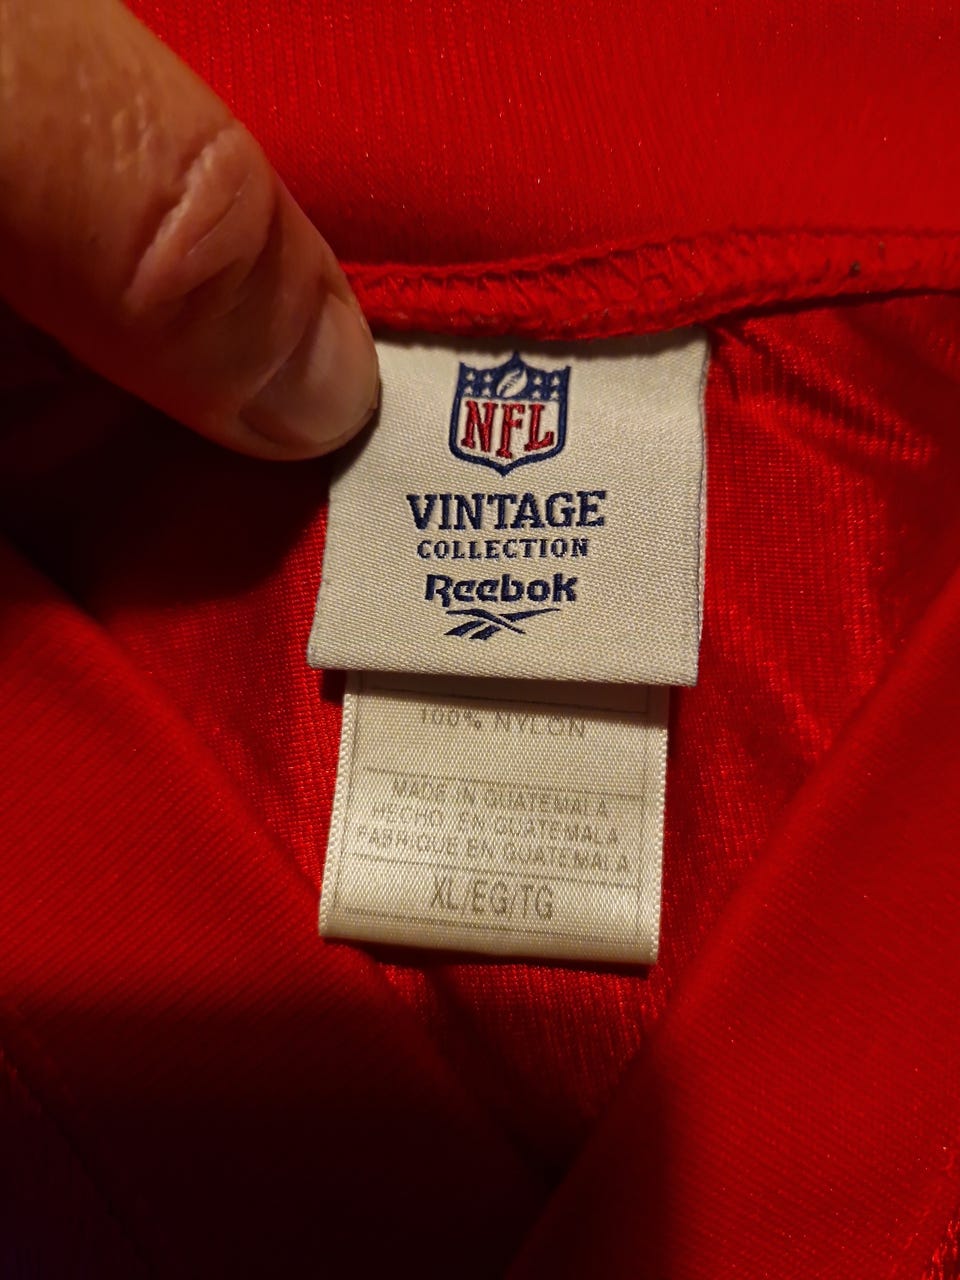 NFL
VINTAGE
COLLECTION
Reebok
100% NYLON
MADE IN GUATEMALA
HECHO EN GUATEMALA
FABRIQUE EN GUATEMALA
XL/EG/TG